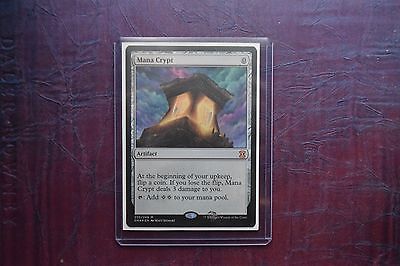 Mana Crypt 0
Artifact
At the beginning of your upkeep,
flip a coin. If you lose the flip, Mana
Crypt deals 3 damage to you.
: Add to your mana pool.